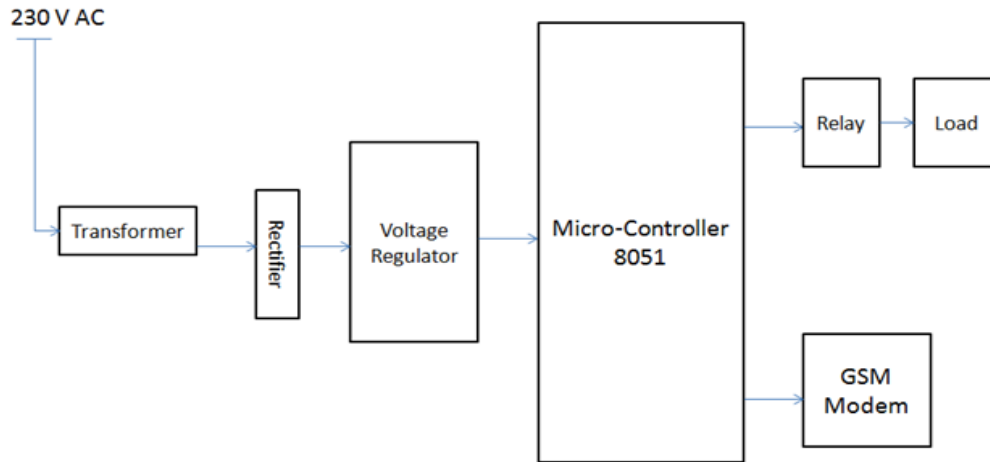 230 V AC
Transformer
Rectifier
Voltage
Regulator
Micro-Controller
8051
Relay
Load
GSM
Modem